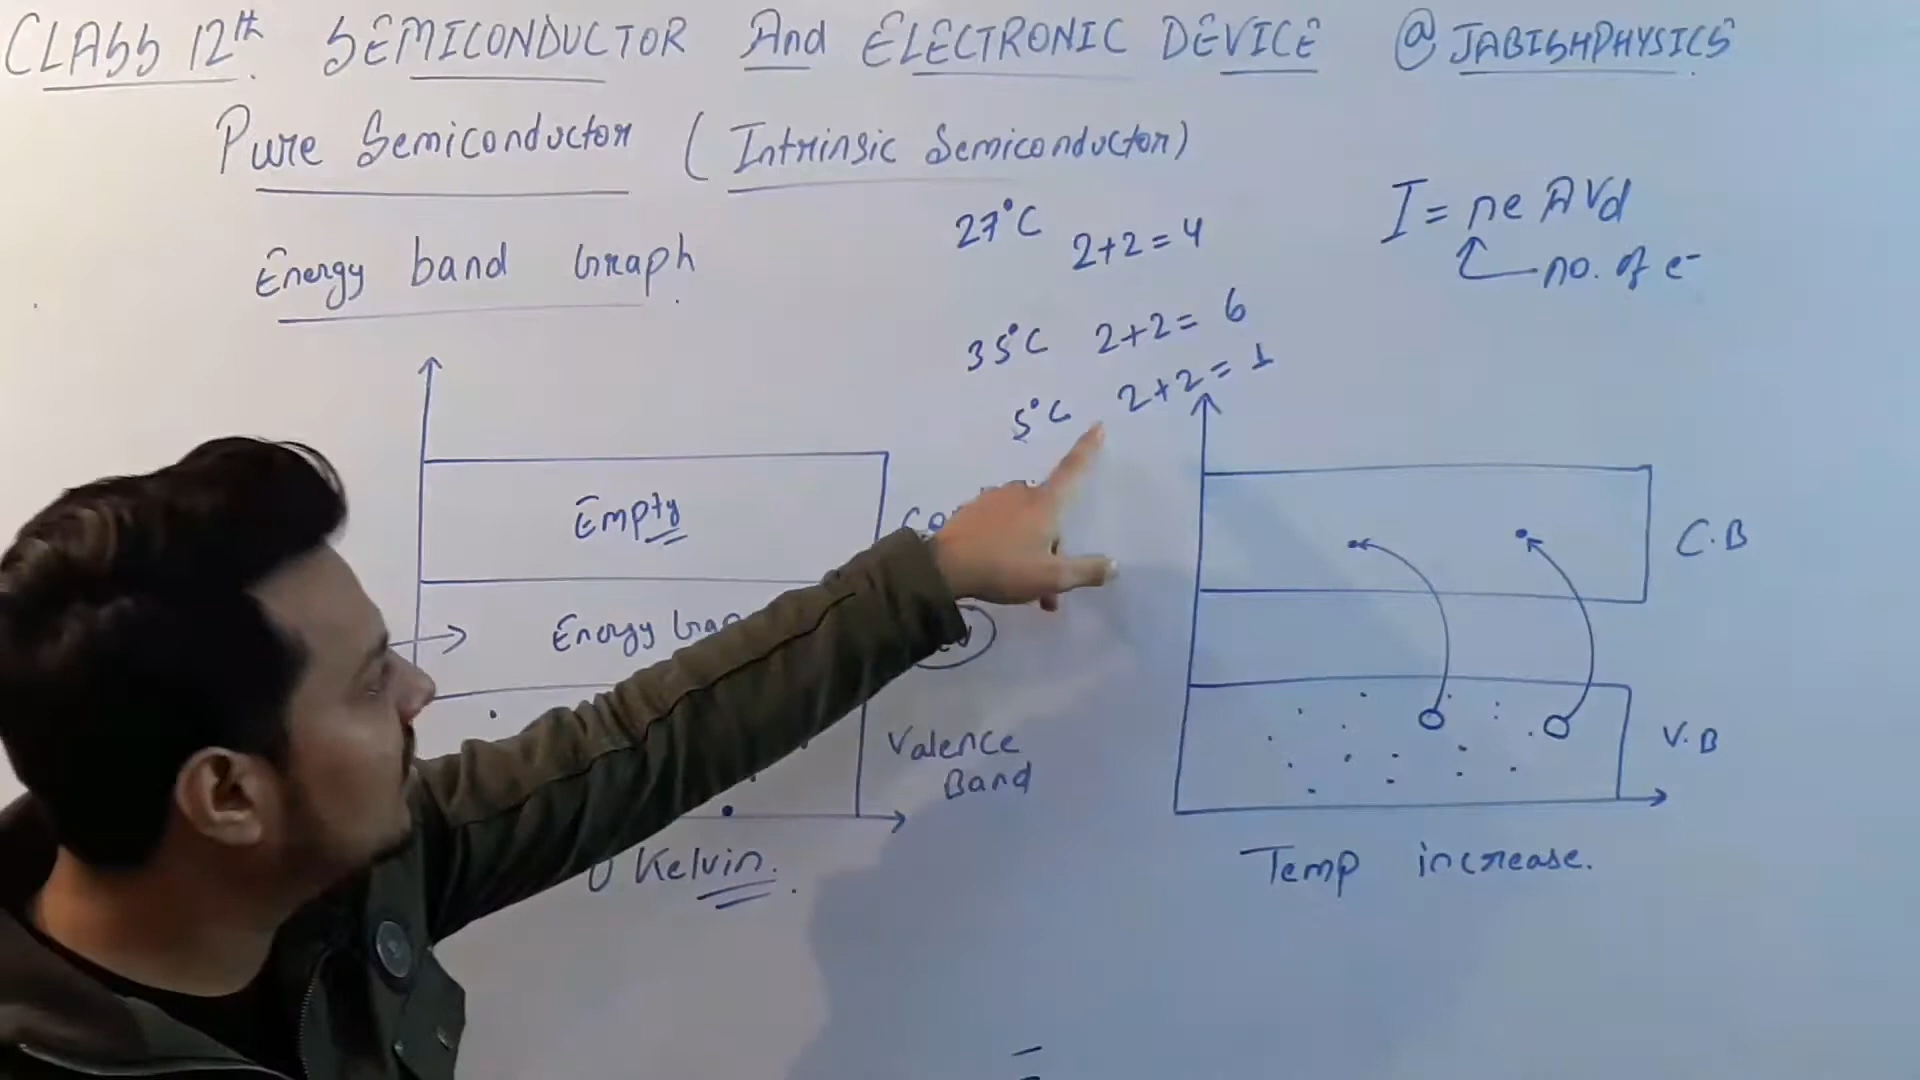 CLASS 12th SEMICONDUCTOR And ELECTRONIC DEVICE @JABISHPHYSICS
Pure Semiconductor (Intrinsic Semiconductor)
Energy band Graph
27°C 2+2=4
35°C 2+2= 6
5°C 2+2= 1
I = neAVd
no. of e-
Empty
Energy
Valence
Band
0 Kelvin.
C.B
V.B
Temp increase.